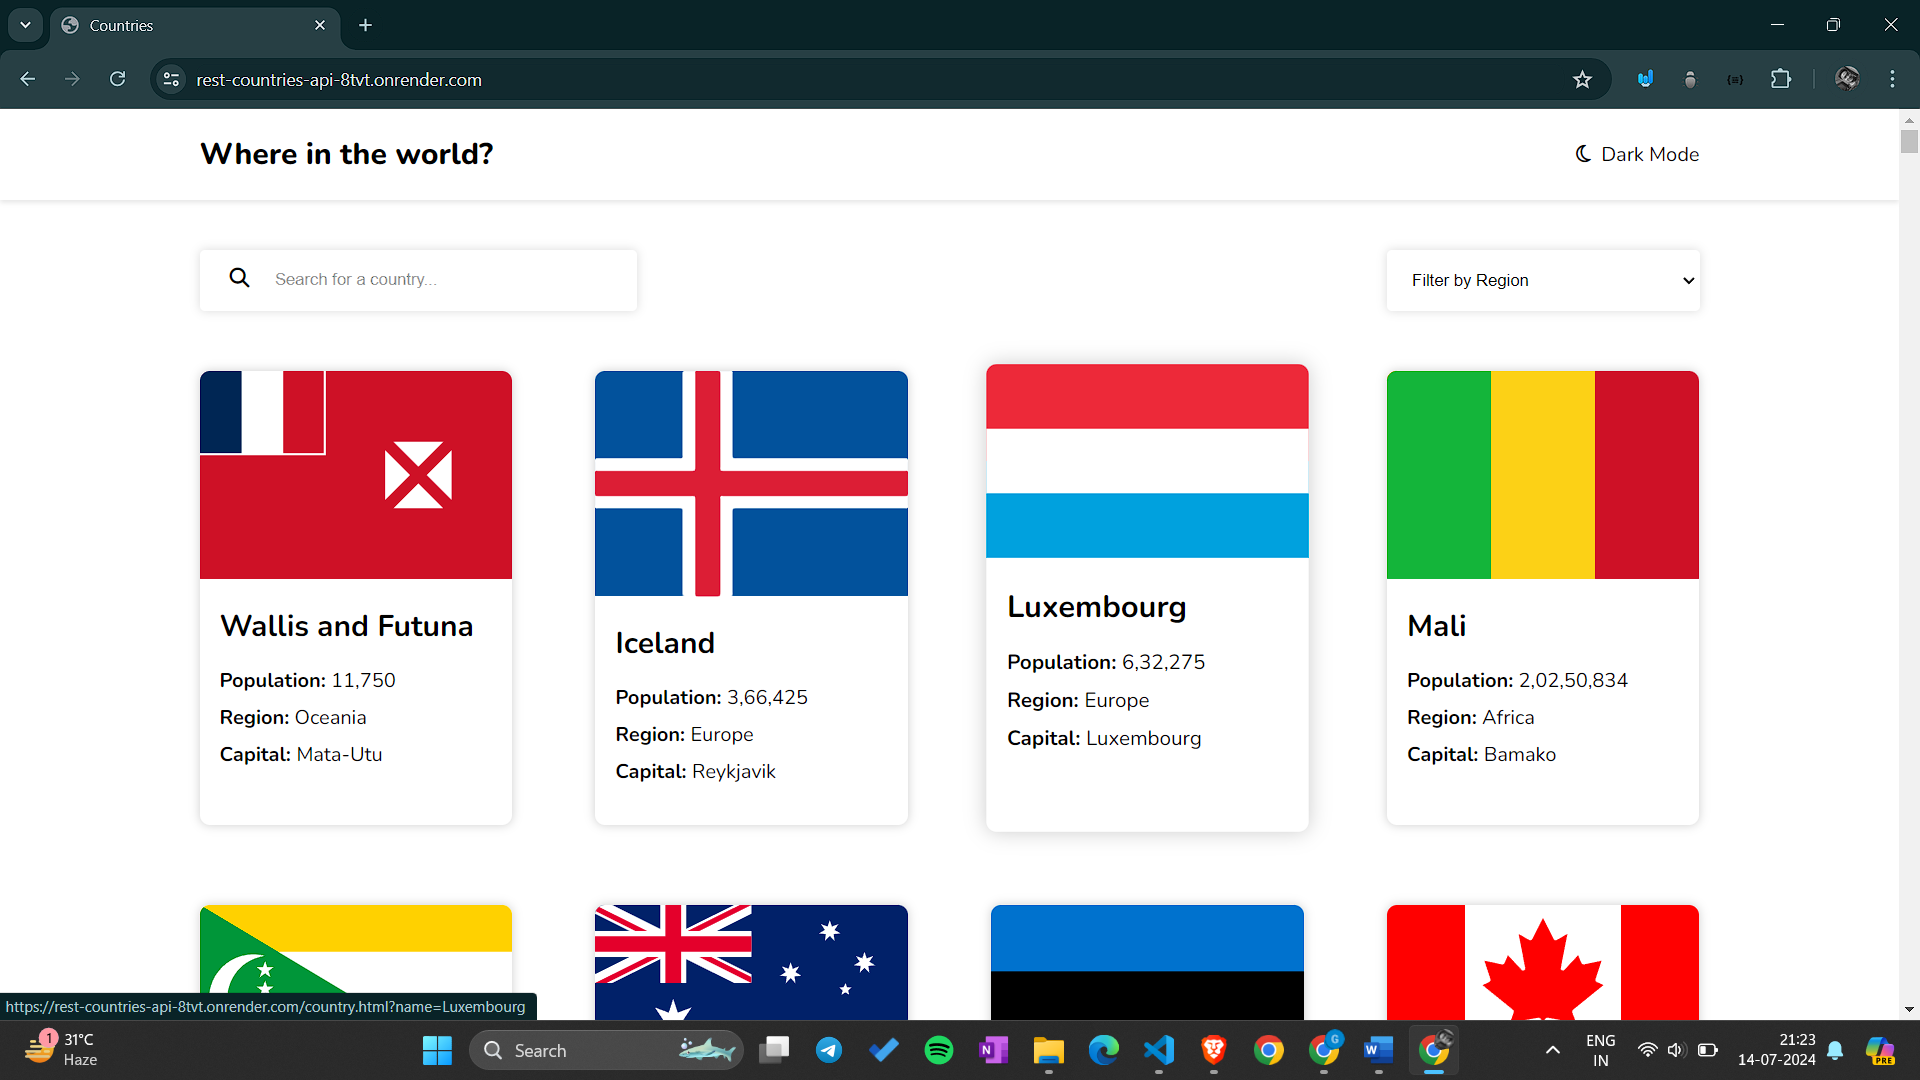 Countries
rest-countries-api-8tvt.onrender.com
Where in the world?
Dark Mode
Search for a country...
Filter by Region
Wallis and Futuna
Population: 11,750
Region: Oceania
Capital: Mata-Utu
Iceland
Population: 3,66,425
Region: Europe
Capital: Reykjavik
Luxembourg
Population: 6,32,275
Region: Europe
Capital: Luxembourg
Mali
Population: 2,02,50,834
Region: Africa
Capital: Bamako
https://rest-countries-api-8tvt.onrender.com/country.html?name=Luxembourg
1
31°C
Haze
Search
N
G
W
ENG
IN
21:23
14-07-2024
PRE